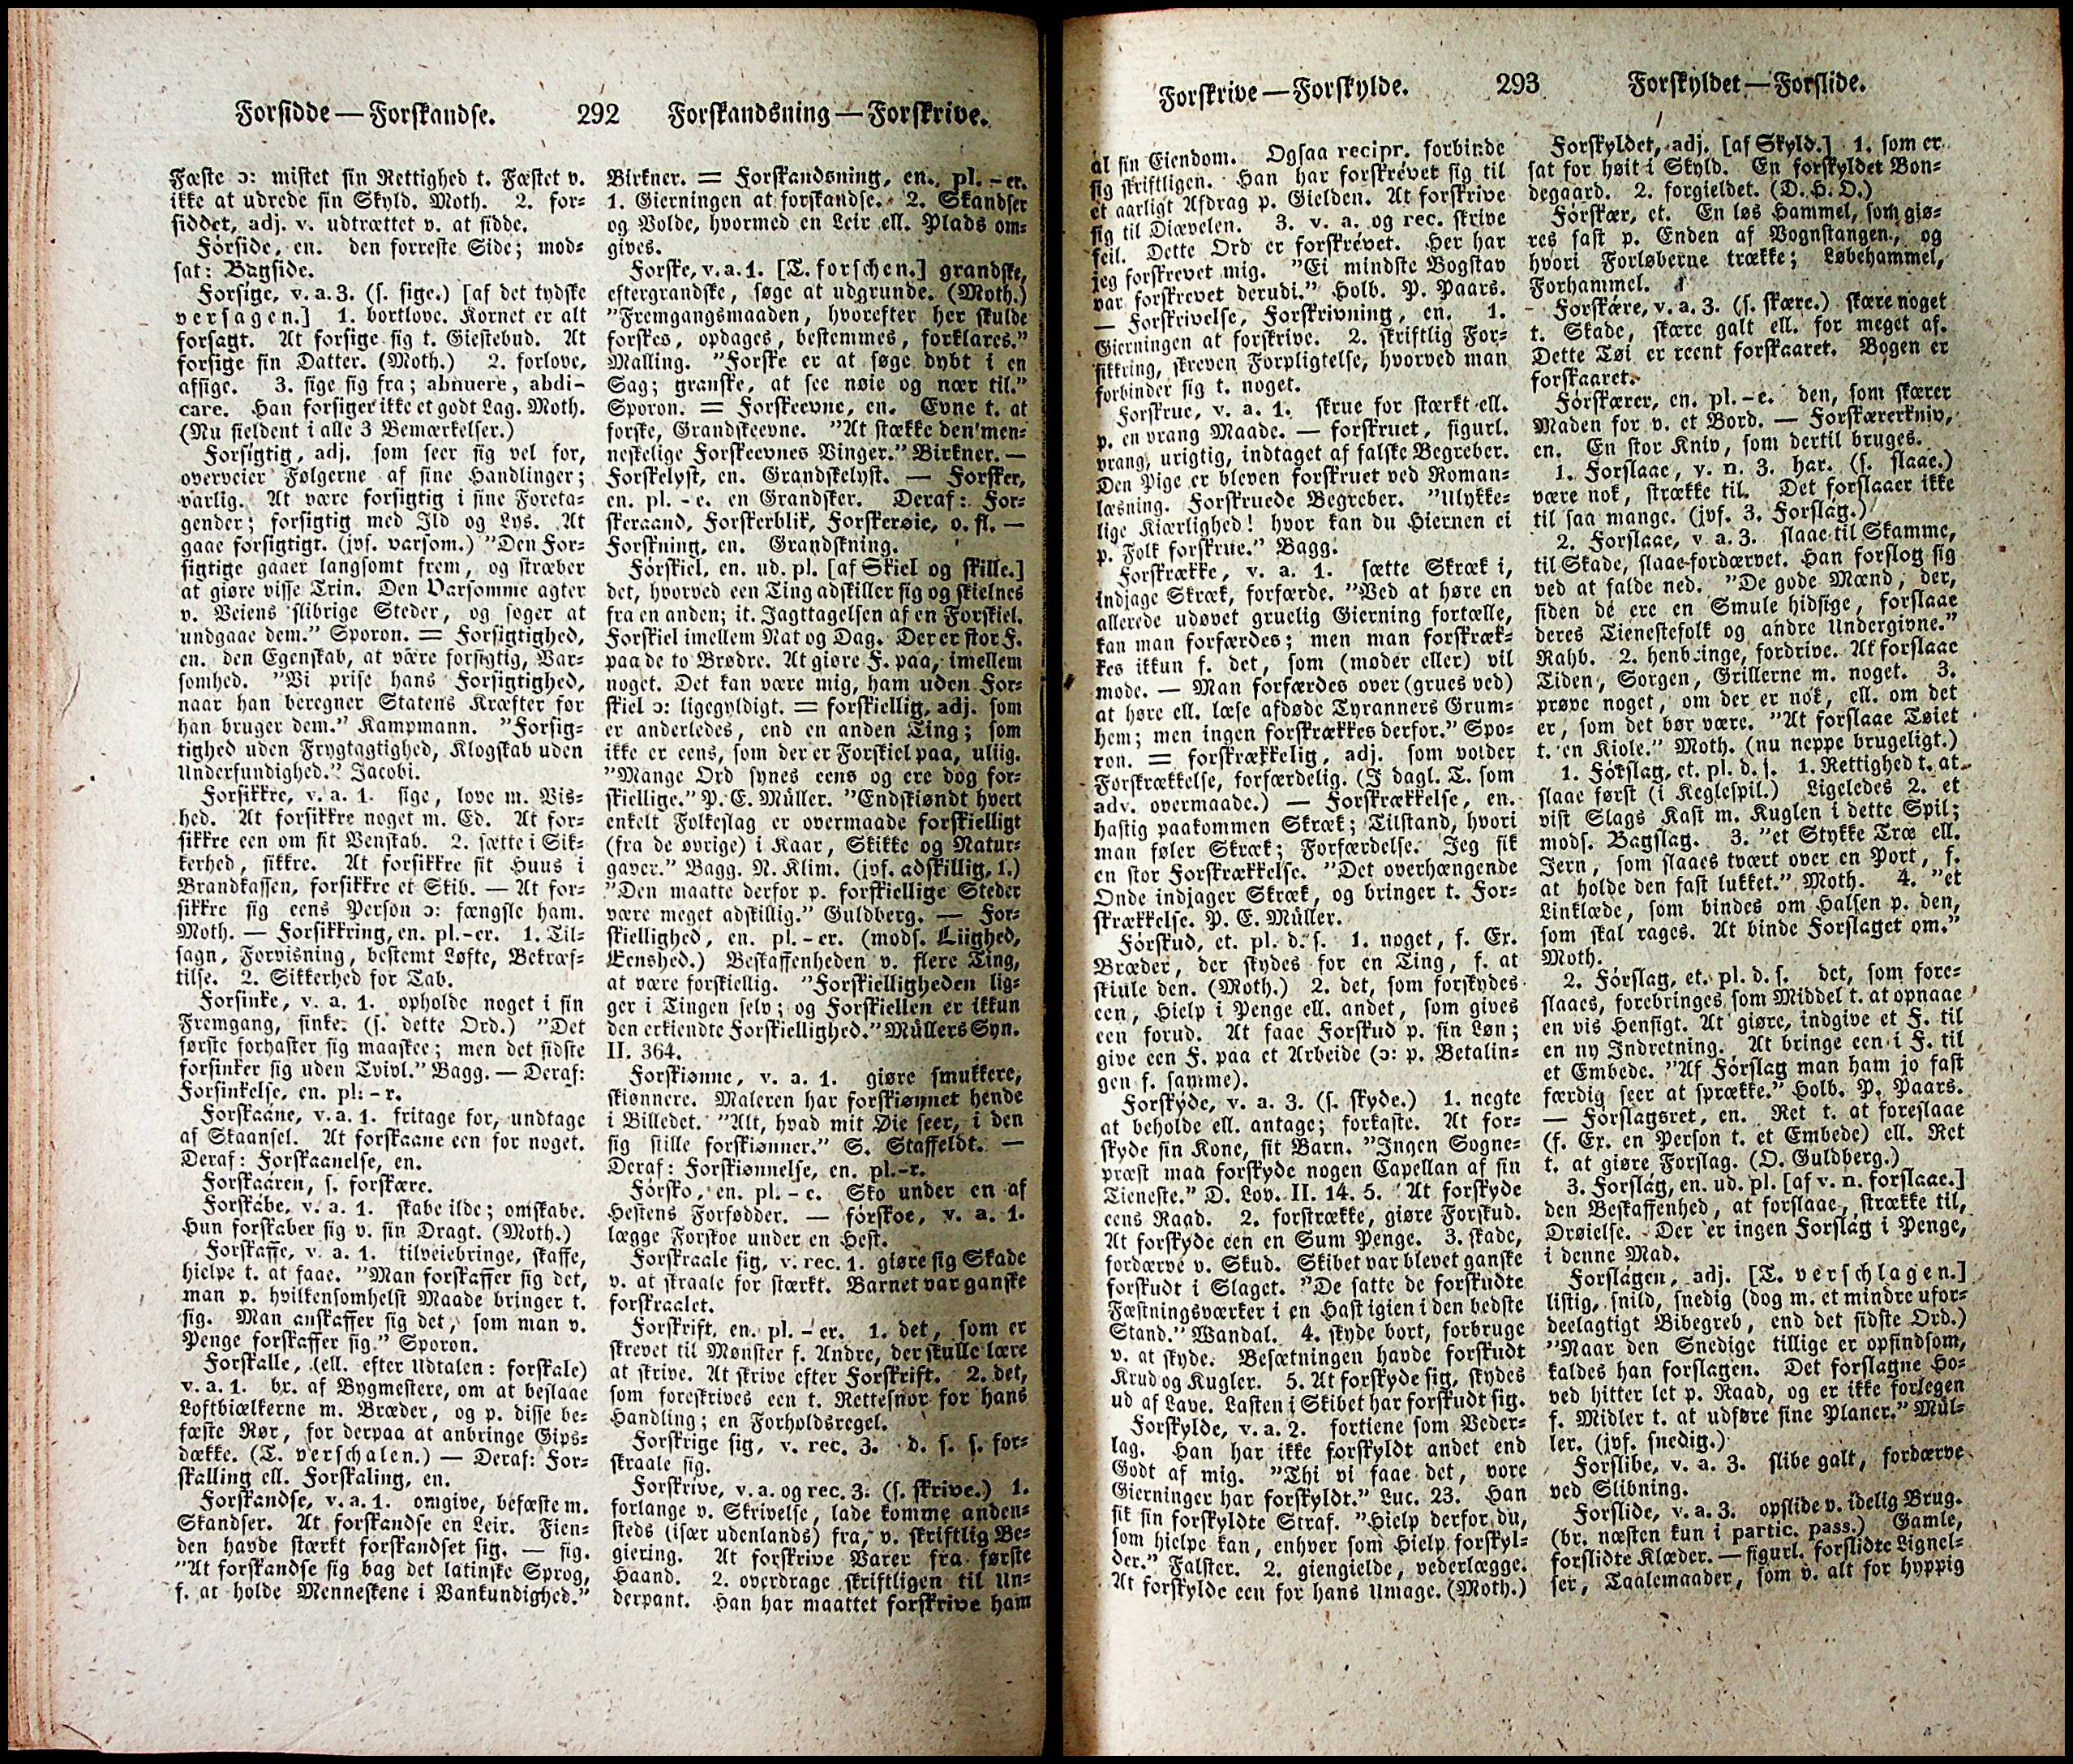 Forsidde — Forskandse. 292 Forskandsning — Forskrive.
Fæste ɔ: mistet sin Rettighed t. Fæstet v.
ikke at udrede sin Skyld. Moth. 2. for-
siddet, adj. v. udtrættet v. at sidde.
Fórside, en. den forreste Side; mod-
sat: Bagside.
Forsige, v. a. 3. (s. sige.) [af det tydske
versagen.] 1. bortlove. Kornet er alt
forsagt. At forsige sig t. Giestebud. At
forsige sin Datter. (Moth.) 2. forlove,
afsige. 3. sige sig fra; abnuere, abdi-
care. Han forsiger ikke et godt Lag. Moth.
(Nu sieldent i alle 3 Bemærkelser.)
Forsigtig, adj. som seer sig vel for,
overveier Følgerne af sine Handlinger;
varlig. At være forsigtig i sine Foreta-
gender; forsigtig med Ild og Lys. At
gaae forsigtigt. (jvf. varsom.) "Den For-
sigtige gaaer langsomt frem, og stræber
at giøre visse Trin. Den Varsomme agter
v. Veiens slibrige Steder, og søger at
undgaae dem." Sporon. = Forsigtighed,
en. den Egenskab, at være forsigtig, Var-
somhed. "Vi prise hans Forsigtighed,
naar han beregner Statens Kræfter før
han bruger dem." Kampmann. "Forsig-
tighed uden Frygtagtighed, Klogskab uden
Underfundighed." Jacobi.
Forsikkre, v. a. 1. sige, love m. Vis-
hed. At forsikkre noget m. Ed. At for-
sikkre een om sit Venskab. 2. sætte i Sik-
kerhed, sikkre. At forsikkre sit Huus i
Brandkassen, forsikkre et Skib. — At for-
sikkre sig eens Person ɔ: fængsle ham.
Moth. — Forsikkring, en. pl. -er. 1. Til-
sagn, Forvisning, bestemt Løfte, Bekræf-
telse. 2. Sikkerhed for Tab.
Forsinke, v. a. 1. opholde noget i sin
Fremgang, sinke. (s. dette Ord.) "Det
første forhaster sig maaskee; men det sidste
forsinker sig uden Tvivl." Bagg. — Deraf:
Forsinkelse, en. pl: -r.
Forskaane, v. a. 1. fritage for, undtage
af Skaansel. At forskaane een for noget.
Deraf: Forskaanelse, en.
Forskaaren, s. forskære.
Forskábe, v. a. 1. skabe ilde; omskabe.
Hun forskaber sig v. sin Dragt. (Moth.)
Forskaffe, v. a. 1. tilveiebringe, skaffe,
hielpe t. at faae. "Man forskaffer sig det,
man p. hvilkensomhelst Maade bringer t.
sig. Man anskaffer sig det, som man v.
Penge forskaffer sig." Sporon.
Forskalle, (ell. efter Udtalen: forskale)
v. a. 1. br. af Bygmestere, om at beslaae
Loftbiælkerne m. Bræder, og p. disse be-
fæste Rør, for derpaa at anbringe Gips-
dække. (T. verschalen.) — Deraf: For-
skalling ell. Forskaling, en.
Forskandse, v. a. 1. omgive, befæste m.
Skandser. At forskandse en Leir. Fien-
den havde stærkt forskandset sig. — fig.
"At forskandse sig bag det latinske Sprog,
f. at holde Menneskene i Vankundighed."
Birkner. = Forskandsning, en. pl. -er.
1. Gierningen at forskandse. 2. Skandser
og Volde, hvormed en Leir ell. Plads om-
gives.
Forske, v. a. 1. [T. forschen.] grandske,
eftergrandske, søge at udgrunde. (Moth.)
"Fremgangsmaaden, hvorefter her skulde
forskes, opdages, bestemmes, forklares."
Malling. "Forske er at søge dybt i en
Sag; granske, at see nøie og nær til."
Sporon. = Forskeevne, en. Evne t. at
forske, Grandskeevne. "At stække den men-
neskelige Forskeevnes Vinger." Birkner. —
Forskelyst, en. Grandskelyst. — Forsker,
en. pl. -e. en Grandsker. Deraf: For-
skeraand, Forskerblik, Forskerøie, o. fl. —
Forskning, en. Grandskning.
Fórskiel, en. ud. pl. [af Skiel og skille.]
det, hvorved een Ting adskiller sig og skielnes
fra en anden; it. Jagttagelsen af en Forskiel.
Forskiel imellem Nat og Dag. Der er stor F.
paa de to Brødre. At giøre F. paa, imellem
noget. Det kan være mig, ham uden For-
skiel ɔ: ligegyldigt. = forskiellig, adj. som
er anderledes, end en anden Ting; som
ikke er eens, som der er Forskiel paa, uliig.
"Mange Ord synes eens og ere dog for-
skiellige." P. E. Müller. "Endskiøndt hvert
enkelt Folkeslag er overmaade forskielligt
(fra de øvrige) i Kaar, Skikke og Natur-
gaver." Bagg. N. Klim. (jvf. adskillig, 1.)
"Den maatte derfor p. forskiellige Steder
være meget adskillig." Guldberg. — For-
skiellighed, en. pl. -er. (mods. Liighed,
Eenshed.) Beskaffenheden v. flere Ting,
at være forskiellig. "Forskielligheden lig-
ger i Tingen selv; og Forskiellen er ikkun
den erkiendte Forskiellighed." Müllers Syn.
II. 364.
Forskiønne, v. a. 1. giøre smukkere,
skiønnere. Maleren har forskiønnet hende
i Billedet. "Alt, hvad mit Øie seer, i den
sig stille forskiønner." S. Staffeldt. —
Deraf: Forskiønnelse, en. pl. -r.
Fórsko, en. pl. -e. Sko under en af
Hestens Forfødder. — fórskoe, v. a. 1.
lægge Forskoe under en Hest.
Forskraale sig, v. rec. 1. giøre sig Skade
v. at skraale for stærkt. Barnet var ganske
forskraalet.
Forskrift, en. pl. -er. 1. det, som er
skrevet til Mønster f. Andre, der skulle lære
at skrive. At skrive efter Forskrift. 2. det,
som foreskrives een t. Rettesnor for hans
Handling; en Forholdsregel.
Forskrige sig, v. rec. 3. d. s. s. for-
skraale sig.
Forskrive, v. a. og rec. 3. (s. skrive.) 1.
forlange v. Skrivelse, lade komme anden-
steds (især udenlands) fra, v. skriftlig Be-
giering. At forskrive Varer fra første
Haand. 2. overdrage skriftligen til Un-
derpant. Han har maattet forskrive ham
Forskrive — Forskylde. 293 Forskyldet — Forslide.
al sin Eiendom. Ogsaa recipr. forbinde
sig skriftligen. Han har forskrévet sig til
et aarligt Afdrag p. Gielden. At forskrive
sig til Diævelen. 3. v. a. og rec. skrive
feil. Dette Ord er forskrévet. Her har
jeg forskrevet mig. "Ei mindste Bogstav
var forskrevet derudi." Holb. P. Paars.
— Forskrivelse, Forskrivning, en. 1.
Gierningen at forskrive. 2. skriftlig For-
sikkring, skreven Forpligtelse, hvorved man
forbinder sig t. noget.
Forskrue, v. a. 1. skrue for stærkt ell.
p. en vrang Maade. — forskruet, figurl.
vrang, urigtig, indtaget af falske Begreber.
Den Pige er bleven forskruet ved Roman-
læsning. Forskruede Begreber. "Ulykke-
lige Kiærlighed! hvor kan du Hiernen ei
p. Folk forskrue." Bagg.
Forskrække, v. a. 1. sætte Skræk i,
indjage Skræk, forfærde. "Ved at høre en
allerede udøvet gruelig Gierning fortælle,
kan man forfærdes; men man forskræk-
kes ikkun f. det, som (møder eller) vil
møde. — Man forfærdes over (grues ved)
at høre ell. læse afdøde Tyranners Grum-
hem; men ingen forskrækkes derfor." Spo-
ron. = forskrækkelig, adj. som volder
Forskrækkelse, forfærdelig. (J dagl. T. som
adv. overmaade.) — Forskrækkelse, en.
hastig paakommen Skræk; Tilstand, hvori
man føler Skræk; Forfærdelse. Jeg fik
en stor Forskrækkelse. "Det overhængende
Onde indjager Skræk, og bringer t. For-
skrækkelse. P. E. Müller.
Fórskud, et. pl. d. s. 1. noget, f. Ex.
Bræder, der skydes for en Ting, f. at
skiule den. (Moth.) 2. det, som forskydes
een, Hielp i Penge ell. andet, som gives
een forud. At faae Forskud p. sin Løn;
give een F. paa et Arbeide (ɔ: p. Betalin-
gen f. samme).
Forskýde, v. a. 3. (s. skyde.) 1. negte
at beholde ell. antage; forkaste. At for-
skyde sin Kone, sit Barn. "Jngen Sogne-
præst maa forskyde nogen Capellan af sin
Tieneste." D. Lov. II. 14. 5. At forskyde
eens Raad. 2. forstrække, giøre Forskud.
At forskyde een en Sum Penge. 3. skade,
fordærve v. Skud. Skibet var blevet ganske
forskudt i Slaget. "De satte de forskudte
Fæstningsværker i en Hast igien i den bedste
Stand." Wandal. 4. skyde bort, forbruge
v. at skyde. Besætningen havde forskudt
Krud og Kugler. 5. At forskyde sig, skydes
ud af Lave. Lasten i Skibet har forskudt sig.
Forskylde, v. a. 2. fortiene som Veder-
lag. Han har ikke forskyldt andet end
Godt af mig. "Thi vi faae det, vore
Gierninger har forskyldt." Luc. 23. Han
fik sin forskyldte Straf. "Hielp derfor du,
som hielpe kan, enhver som Hielp forskyl-
der." Falster. 2. giengielde, vederlægge.
At forskylde een for hans Umage. (Moth.)
Forskyldet, adj. [af Skyld.] 1. som er
sat for høit i Skyld. En forskyldet Bon-
degaard. 2. forgieldet. (D. H. O.)
Fórskær, et. En løs Hammel, som giø-
res fast p. Enden af Vognstangen, og
hvori Forløberne trække; Løbehammel,
Forhammel.
Forskǽre, v. a. 3. (s. skære.) skære noget
t. Skade, skære galt ell. for meget af.
Dette Tøi er reent forskaaret. Bogen er
forskaaret.
Fórskærer, en. pl. -e. den, som skærer
Maden for v. et Bord. — Forskærerkniv,
en. En stor Kniv, som dertil bruges.
1. Forslaae, v. n. 3. har. (s. slaae.)
være nok, strække til. Det forslaaer ikke
til saa mange. (jvf. 3. Forslág.)
2. Forslaae, v. a. 3. slaae til Skamme,
til Skade, slaae fordærvet. Han forslog sig
ved at falde ned. "De gode Mænd, der,
siden de ere en Smule hidsige, forslaae
deres Tienestefolk og andre Undergivne."
Rahb. 2. henbringe, fordrive. At forslaae
Tiden, Sorgen, Grillerne m. noget. 3.
prøve noget, om der er nok, ell. om det
er, som det bør være. "At forslaae Tøiet
t. en Kiole." Moth. (nu neppe brugeligt.)
1. Fórslag, et. pl. d. s. 1. Rettighed t. at
slaae først (i Keglespil.) Ligeledes 2. et
vist Slags Kast m. Kuglen i dette Spil;
mods. Bagslag. 3. "et Stykke Træ ell.
Jern, som slaaes tvært over en Port, f.
at holde den fast lukket." Moth. 4. "et
Linklæde, som bindes om Halsen p. den,
som skal rages. At binde Forslaget om."
Moth.
2. Fórslag, et. pl. d. s. det, som fore-
slaaes, forebringes som Middel t. at opnaae
en vis Hensigt. At giøre, indgive et F. til
en ny Indretning. At bringe een i F. til
et Embede. "Af Fórslag man ham jo fast
færdig seer at sprække." Holb. P. Paars.
— Forslagsret, en. Ret t. at foreslaae
(f. Ex. en Person t. et Embede) ell. Ret
t. at giøre Forslag. (O. Guldberg.)
3. Forslág, en. ud. pl. [af v. n. forslaae.]
den Beskaffenhed, at forslaae, strække til,
Drøielse. Der er ingen Forslag i Penge,
i denne Mad.
Forslágen, adj. [T. verschlagen.]
listig, snild, snedig (dog m. et mindre ufor-
deelagtigt Bibegreb, end det sidste Ord.)
"Naar den Snedige tillige er opfindsom,
kaldes han forslagen. Det forslagne Ho-
ved hitter let p. Raad, og er ikke forlegen
f. Midler t. at udføre sine Planer." Mül-
ler. (jvf. snedig.)
Forslibe, v. a. 3. slibe galt, fordærve
ved Slibning.
Forslide, v. a. 3. opslide v. idelig Brug.
(br. næsten kun i partic. pass.) Gamle,
forslidte Klæder. — figurl. forslidte Lignel-
ser, Taalemaader, som v. alt for hyppig